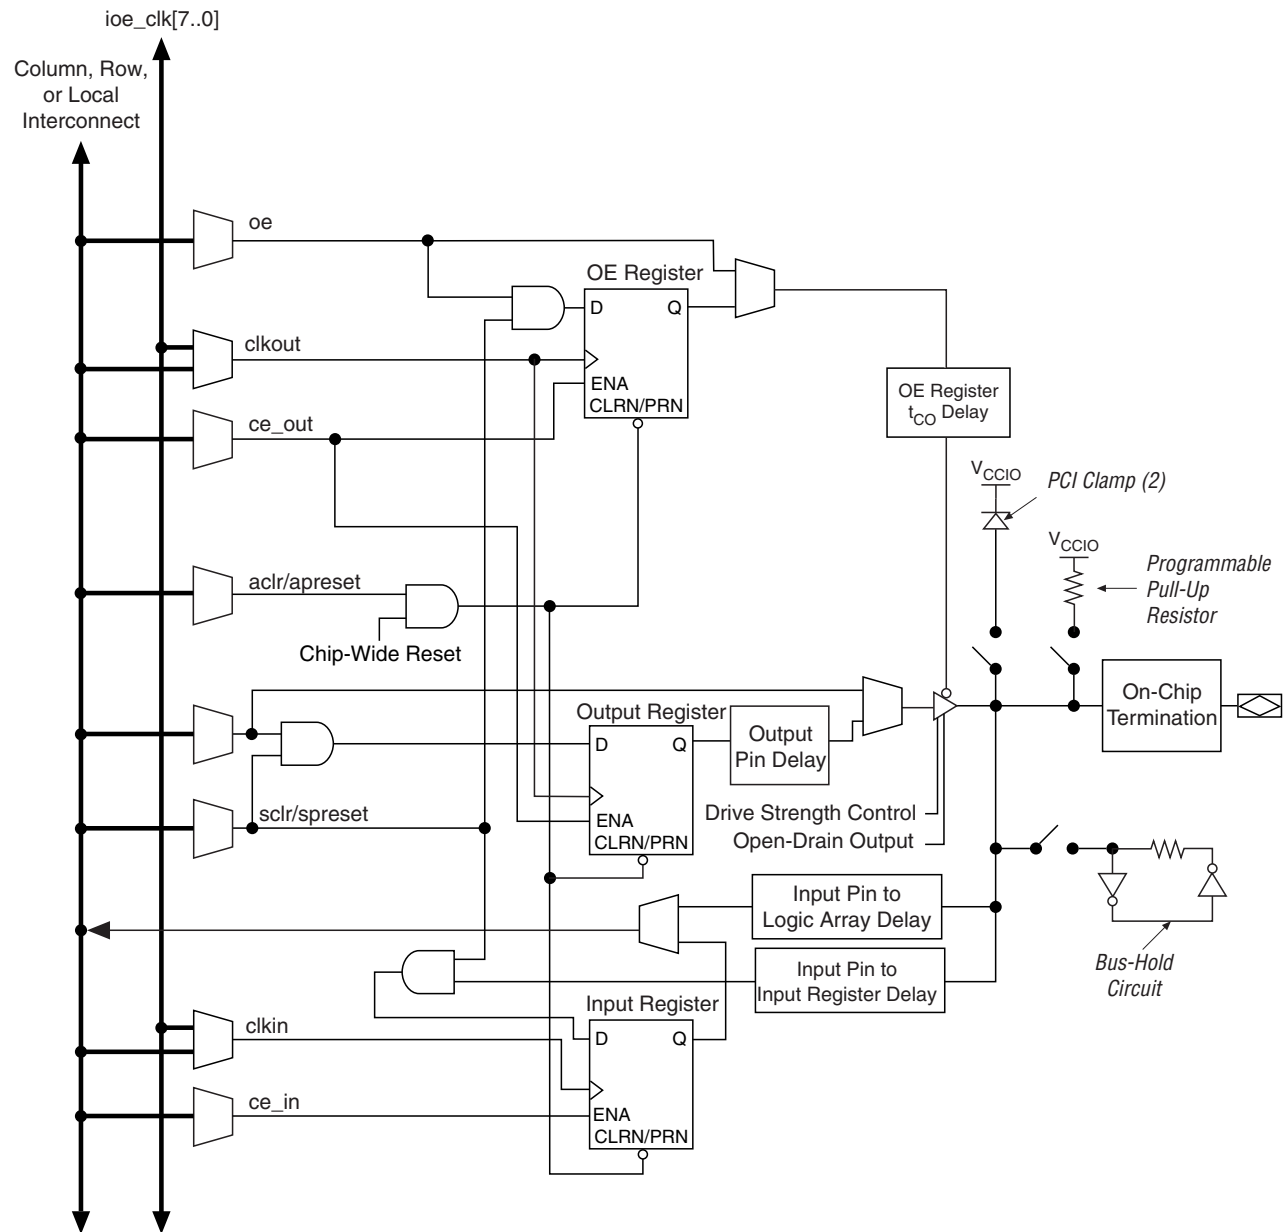 ioe_clk[7..0]
Column, Row,
or Local
Interconnect
oe
OE Register
D Q
clkout
ENA
CLRN/PRN
OE Register
tCO Delay
ce_out
VCCIO
PCI Clamp (2)
VCCIO
Programmable
Pull-Up
Resistor
aclr/apreset
Chip-Wide Reset
On-Chip
Termination
Output Register
D Q
Output
Pin Delay
sclr/spreset
ENA
CLRN/PRN
Drive Strength Control
Open-Drain Output
Input Pin to
Logic Array Delay
Input Pin to
Input Register Delay
Bus-Hold
Circuit
Input Register
clkin
D Q
ce_in
ENA
CLRN/PRN